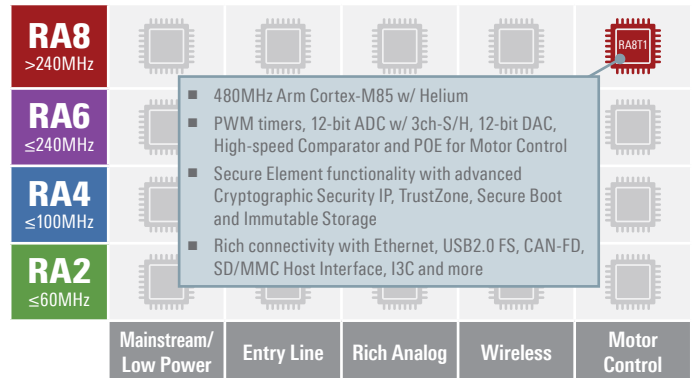 RA8
>240MHz
RA8T1
■ 480MHz Arm Cortex-M85 w/ Helium
■ PWM timers, 12-bit ADC w/ 3ch-S/H, 12-bit DAC,
High-speed Comparator and POE for Motor Control
■ Secure Element functionality with advanced
Cryptographic Security IP, TrustZone, Secure Boot
and Immutable Storage
■ Rich connectivity with Ethernet, USB2.0 FS, CAN-FD,
SD/MMC Host Interface, I3C and more
RA6
≤240MHz
RA4
≤100MHz
RA2
≤60MHz
Mainstream/
Low Power
Entry Line
Rich Analog
Wireless
Motor
Control